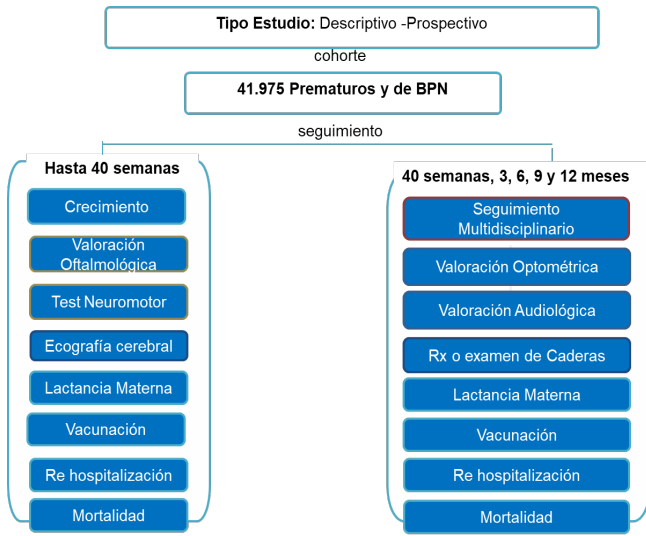 Tipo Estudio: Descriptivo -Prospectivo
cohorte
41.975 Prematuros y de BPN
seguimiento
Hasta 40 semanas
Crecimiento
Valoración
Oftalmológica
Test Neuromotor
Ecografía cerebral
Lactancia Materna
Vacunación
Re hospitalización
Mortalidad
40 semanas, 3, 6, 9 y 12 meses
Seguimiento
Multidisciplinario
Valoración Optométrica
Valoración Audiológica
Rx o examen de Caderas
Lactancia Materna
Vacunación
Re hospitalización
Mortalidad